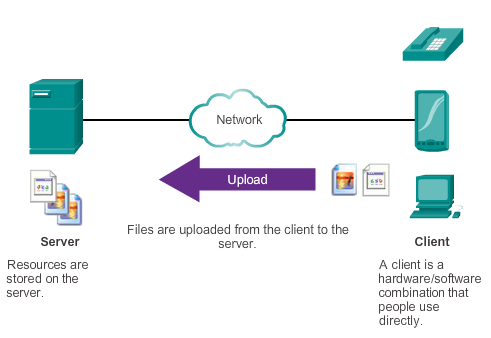 Network
Upload
Files are uploaded from the client to the
server.
Server
Resources are
stored on the
server.
Client
A client is a
hardware/software
combination that
people use
directly.